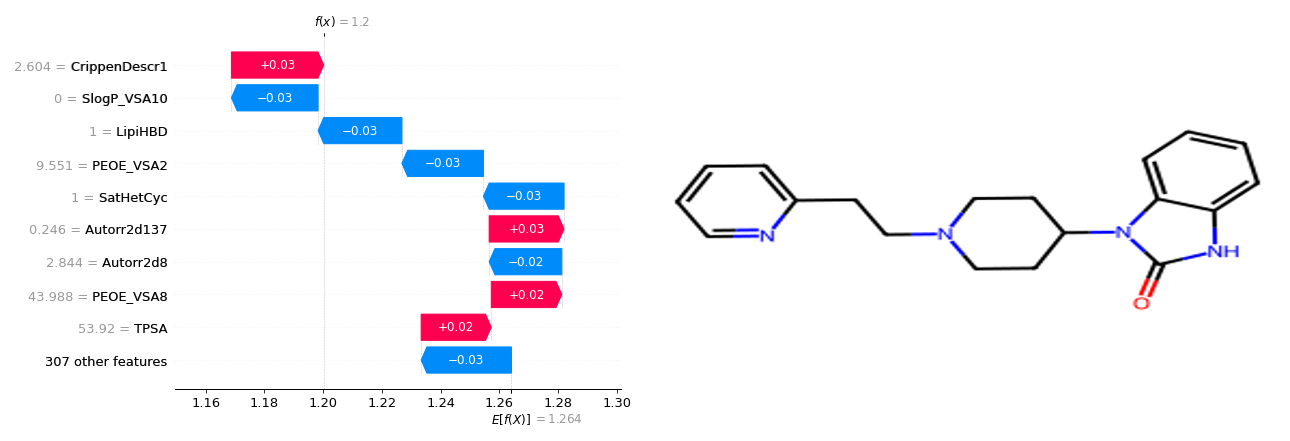 f(x) = 1.2
2.604 = CrippenDescr1
+0.03
0 = SlogP_VSA10
−0.03
1 = LipiHBD
−0.03
9.551 = PEOE_VSA2
−0.03
1 = SatHetCyc
−0.03
0.246 = Autorr2d137
+0.03
2.844 = Autorr2d8
−0.02
43.988 = PEOE_VSA8
+0.02
53.92 = TPSA
+0.02
307 other features
−0.03
1.16 1.18 1.20 1.22 1.24 1.26 1.28 1.30
E[f(X)] = 1.264
N
N
N
NH
O